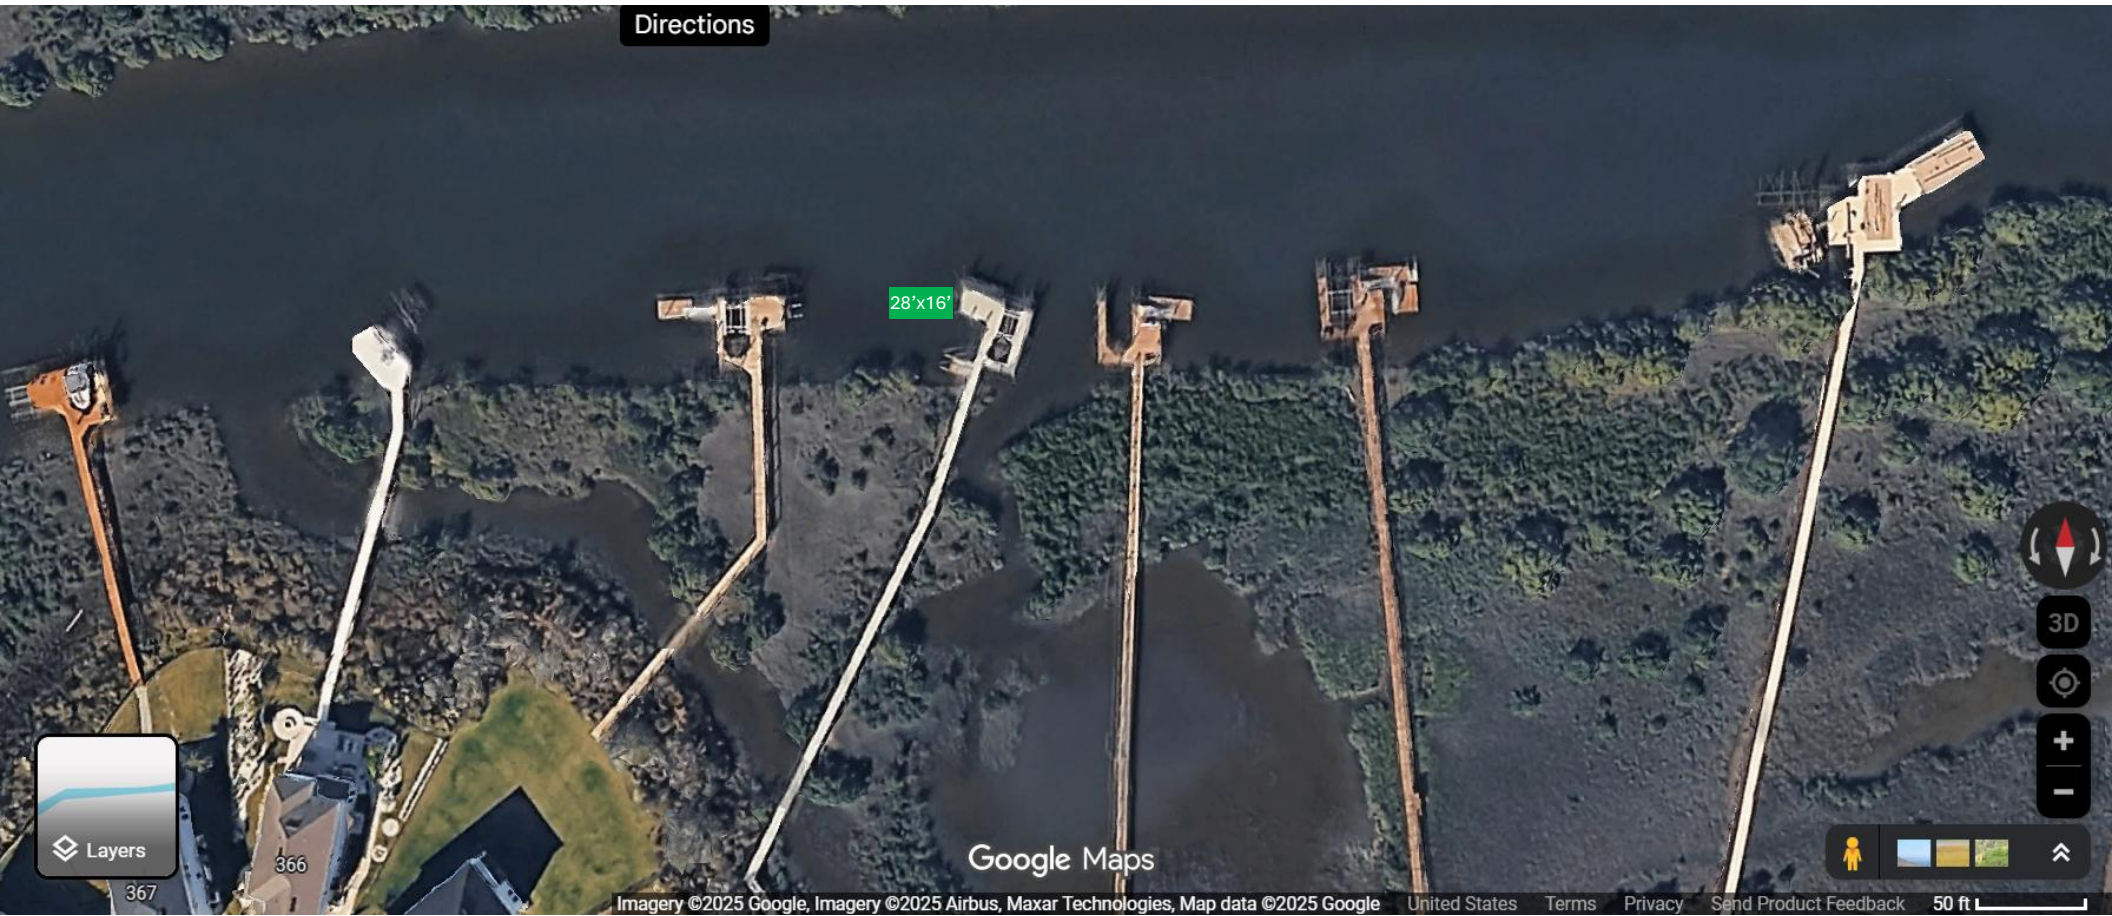 Directions
28'x16'
3D
Layers
366
367
Google Maps
Imagery ©2025 Google, Imagery ©2025 Airbus, Maxar Technologies, Map data ©2025 Google United States Terms Privacy Send Product Feedback 50 ft